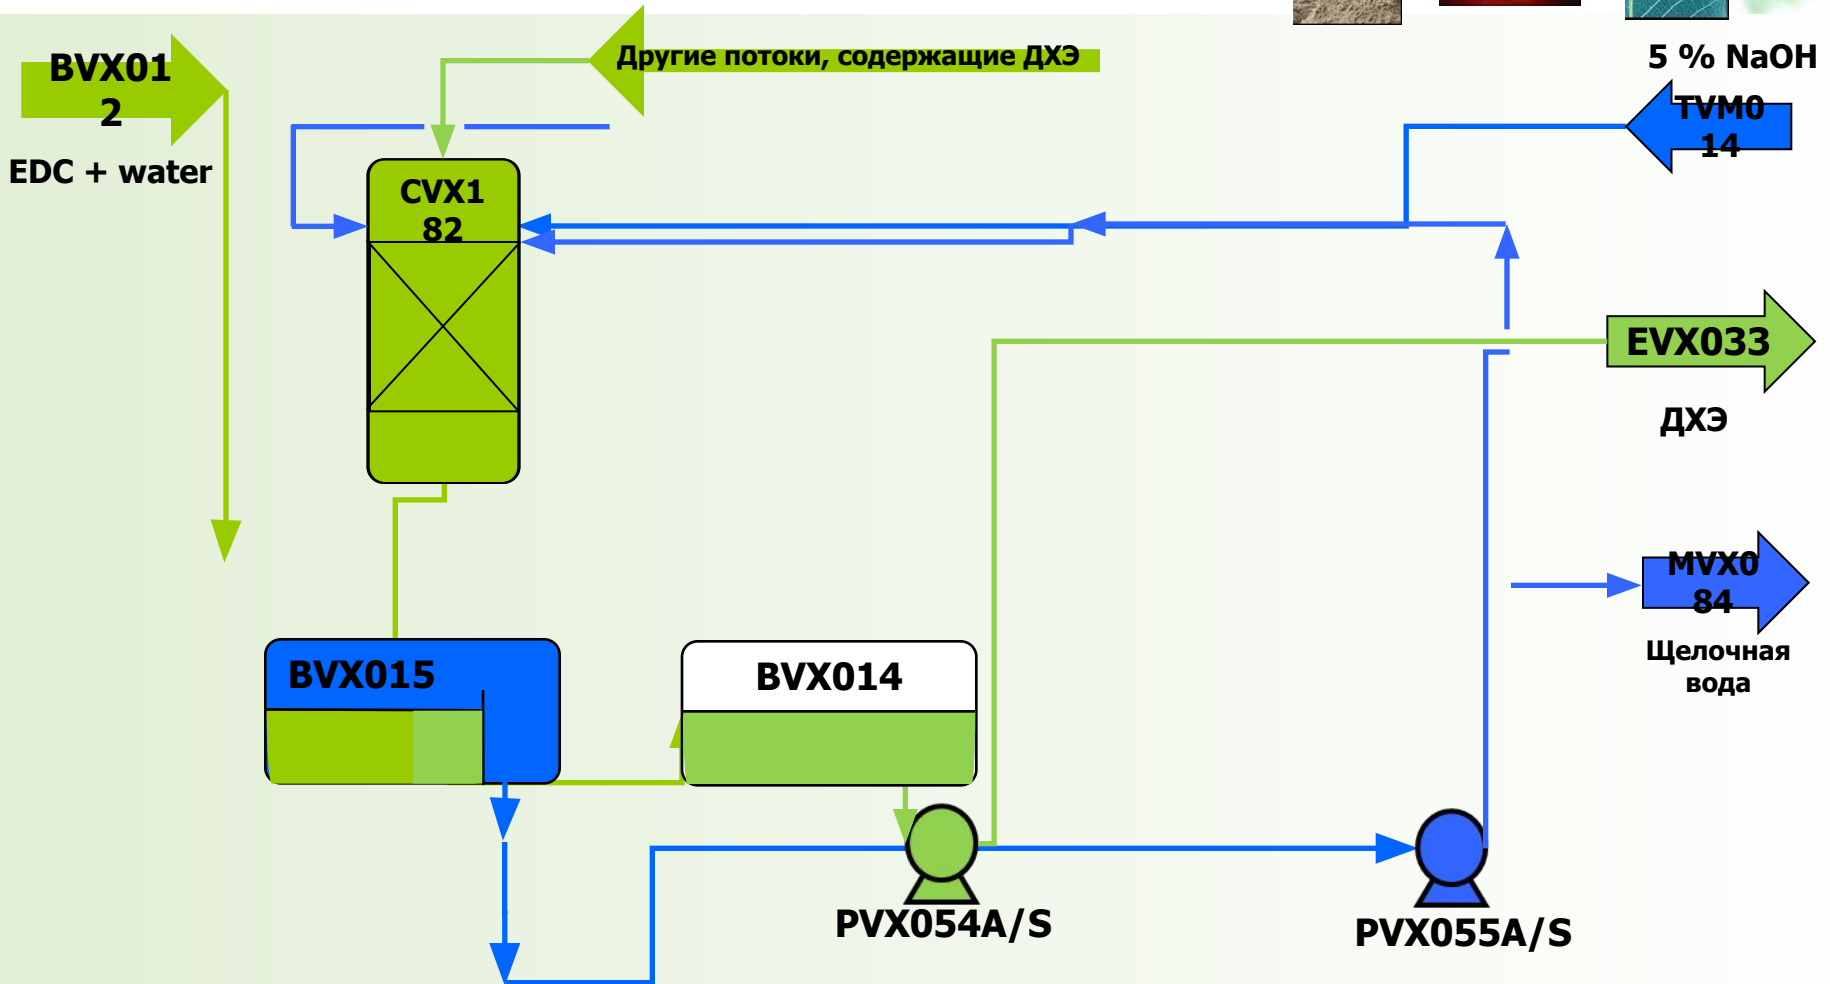 BVX01
2
EDC + water
Другие потоки, содержащие ДХЭ
5 % NaOH
TVM0
14
CVX1
82
EVX033
ДХЭ
MVX0
84
Щелочная
вода
BVX015
BVX014
PVX054A/S
PVX055A/S